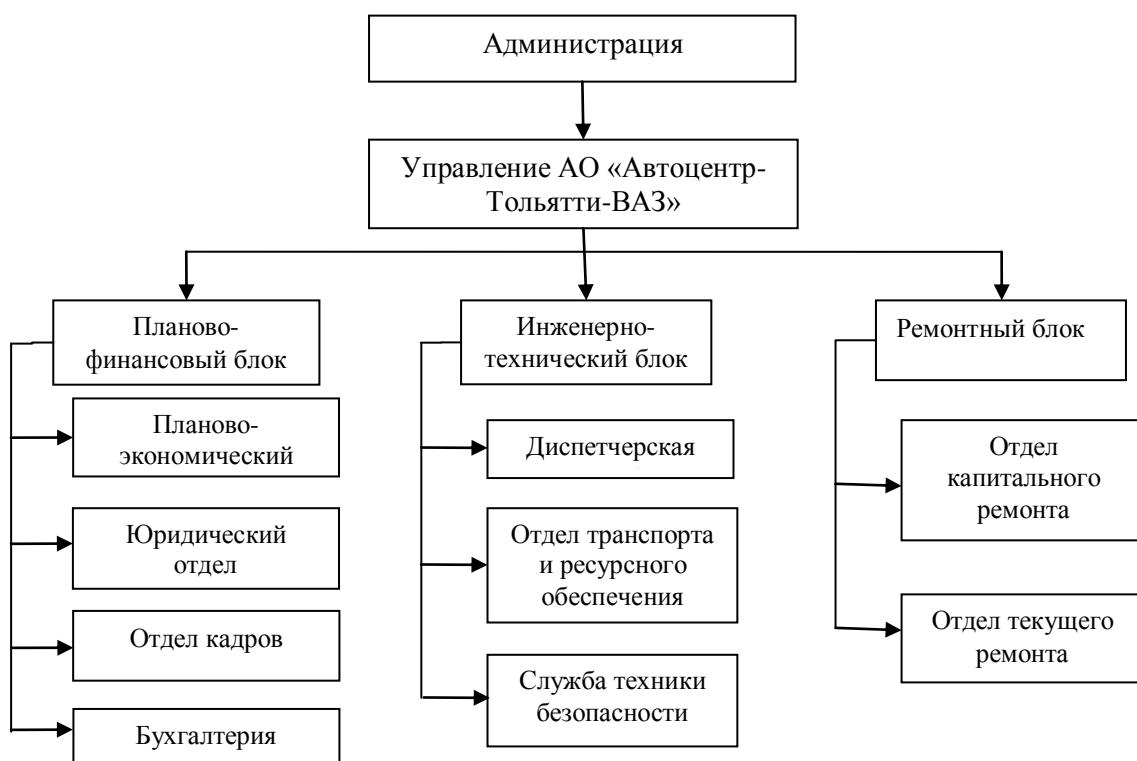 Администрация
Управление АО «Автоцентр-
Тольятти-ВАЗ»
Планово-
финансовый блок
Планово-
экономический
Юридический
отдел
Отдел кадров
Бухгалтерия
Инженерно-
технический блок
Диспетчерская
Отдел транспорта
и ресурсного
обеспечения
Служба техники
безопасности
Ремонтный блок
Отдел
капитального
ремонта
Отдел текущего
ремонта